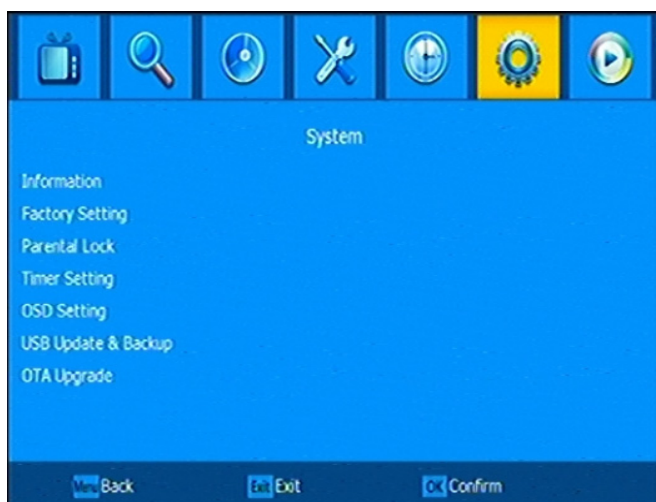 System
Information
Factory Setting
Parental Lock
Timer Setting
OSD Setting
USB Update & Backup
OTA Upgrade
Menu Back Exit Exit OK Confirm